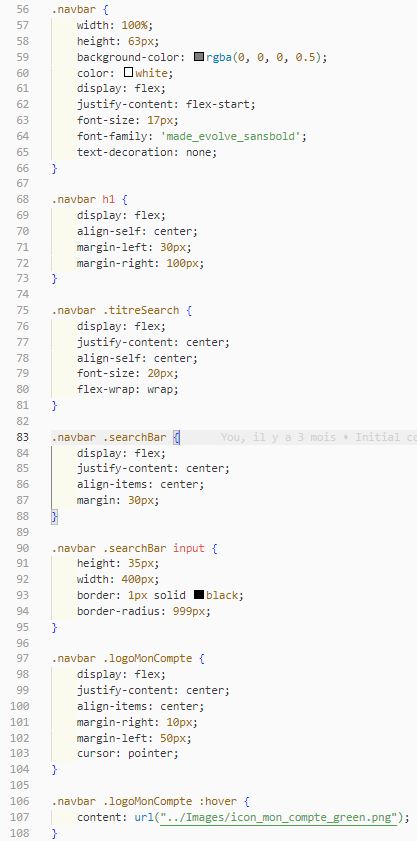 56 .navbar {
57 width: 100%;
58 height: 63px;
59 background-color: rgba(0, 0, 0, 0.5);
60 color: white;
61 display: flex;
62 justify-content: flex-start;
63 font-size: 17px;
64 font-family: 'made_evolve_sansbold';
65 text-decoration: none;
66 }
67
68 .navbar h1 {
69 display: flex;
70 align-self: center;
71 margin-left: 30px;
72 margin-right: 100px;
73 }
74
75 .navbar .titreSearch {
76 display: flex;
77 justify-content: center;
78 align-self: center;
79 font-size: 20px;
80 flex-wrap: wrap;
81 }
82
83 .navbar .searchBar { You, il y a 3 mois • Initial co
84 display: flex;
85 justify-content: center;
86 align-items: center;
87 margin: 30px;
88 }
89
90 .navbar .searchBar input {
91 height: 35px;
92 width: 400px;
93 border: 1px solid black;
94 border-radius: 999px;
95 }
96
97 .navbar .logoMonCompte {
98 display: flex;
99 justify-content: center;
100 align-items: center;
101 margin-right: 10px;
102 margin-left: 50px;
103 cursor: pointer;
104 }
105
106 .navbar .logoMonCompte :hover {
107 content: url("../Images/icon_mon_compte_green.png");
108 }